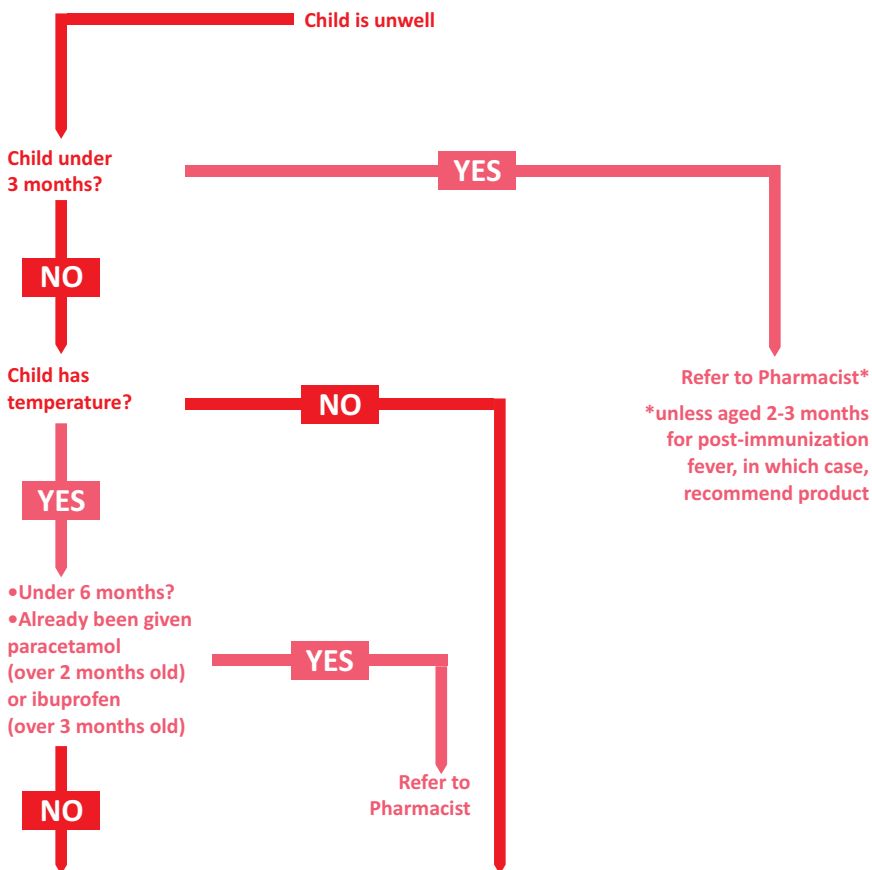 Child is unwell
Child under
3 months?
YES
NO
Child has
temperature?
NO
Refer to Pharmacist*
*unless aged 2-3 months
for post-immunization
fever, in which case,
recommend product
YES
•Under 6 months?
•Already been given
paracetamol
(over 2 months old)
or ibuprofen
(over 3 months old)
YES
Refer to
Pharmacist
NO